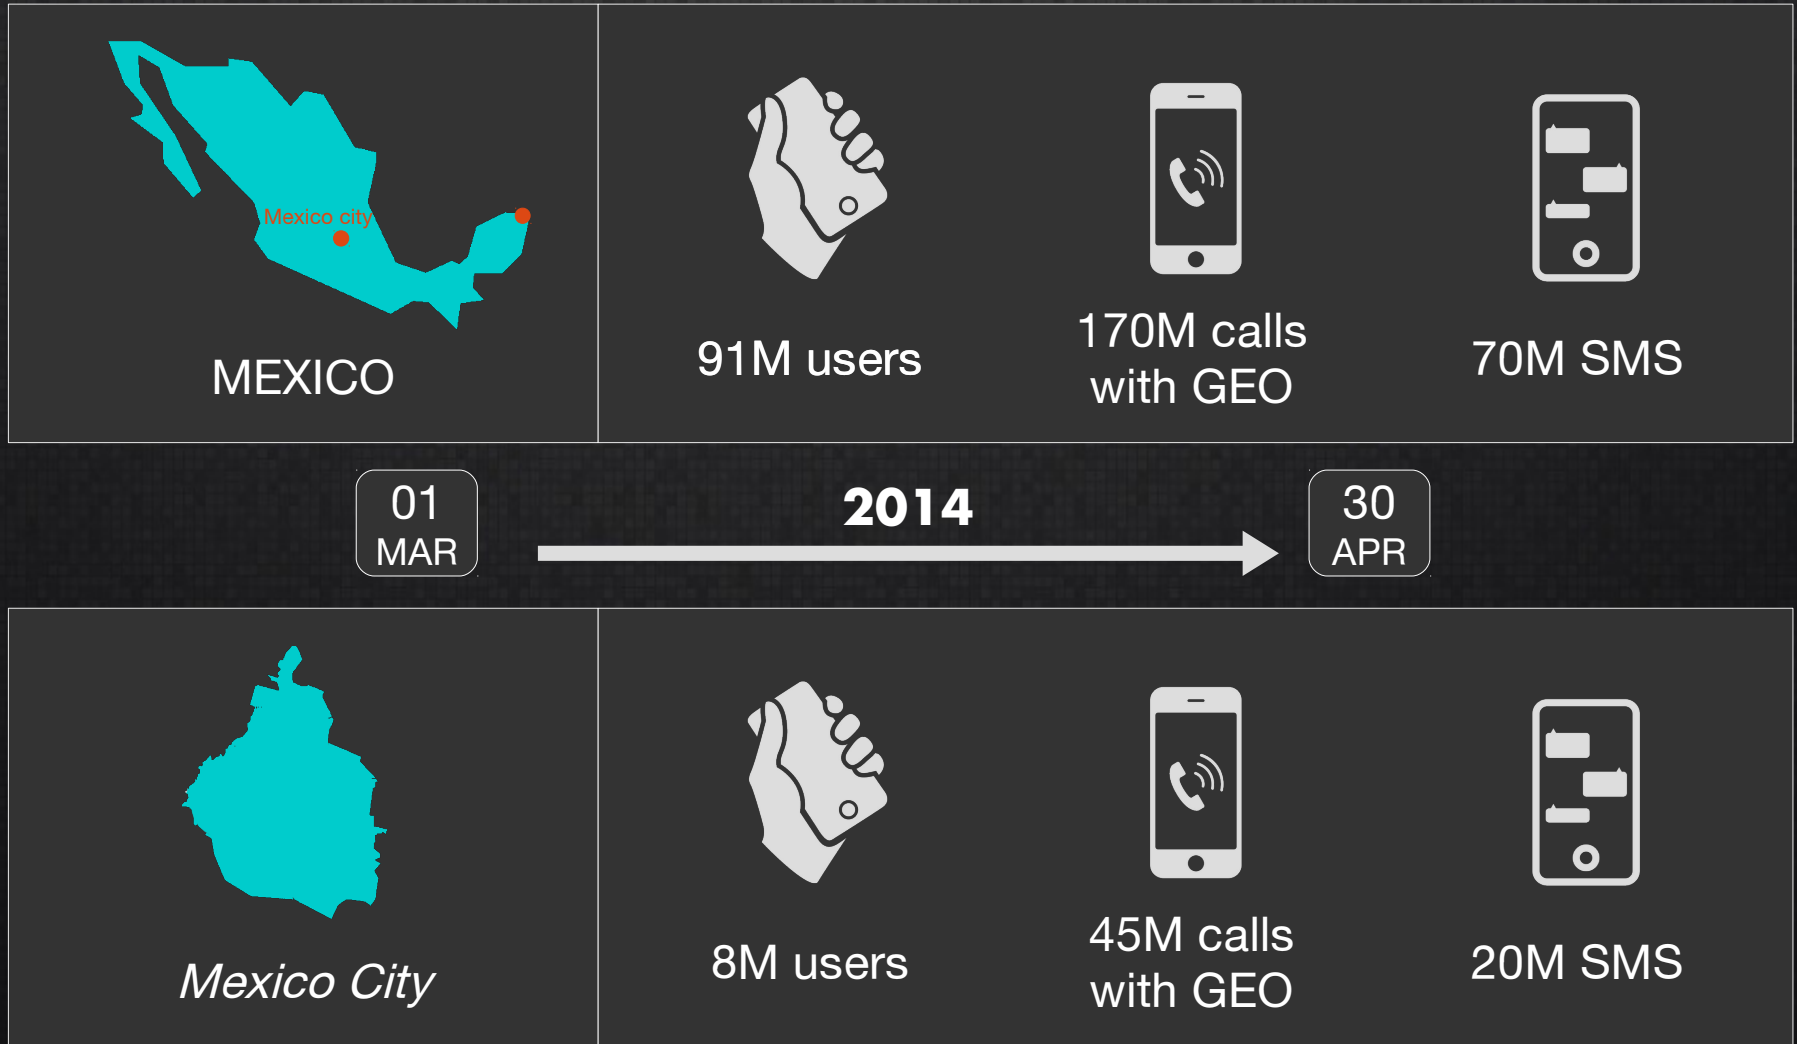 Mexico city
MEXICO
91M users
170M calls
with GEO
70M SMS
01
MAR
2014
30
APR
Mexico City
8M users
45M calls
with GEO
20M SMS